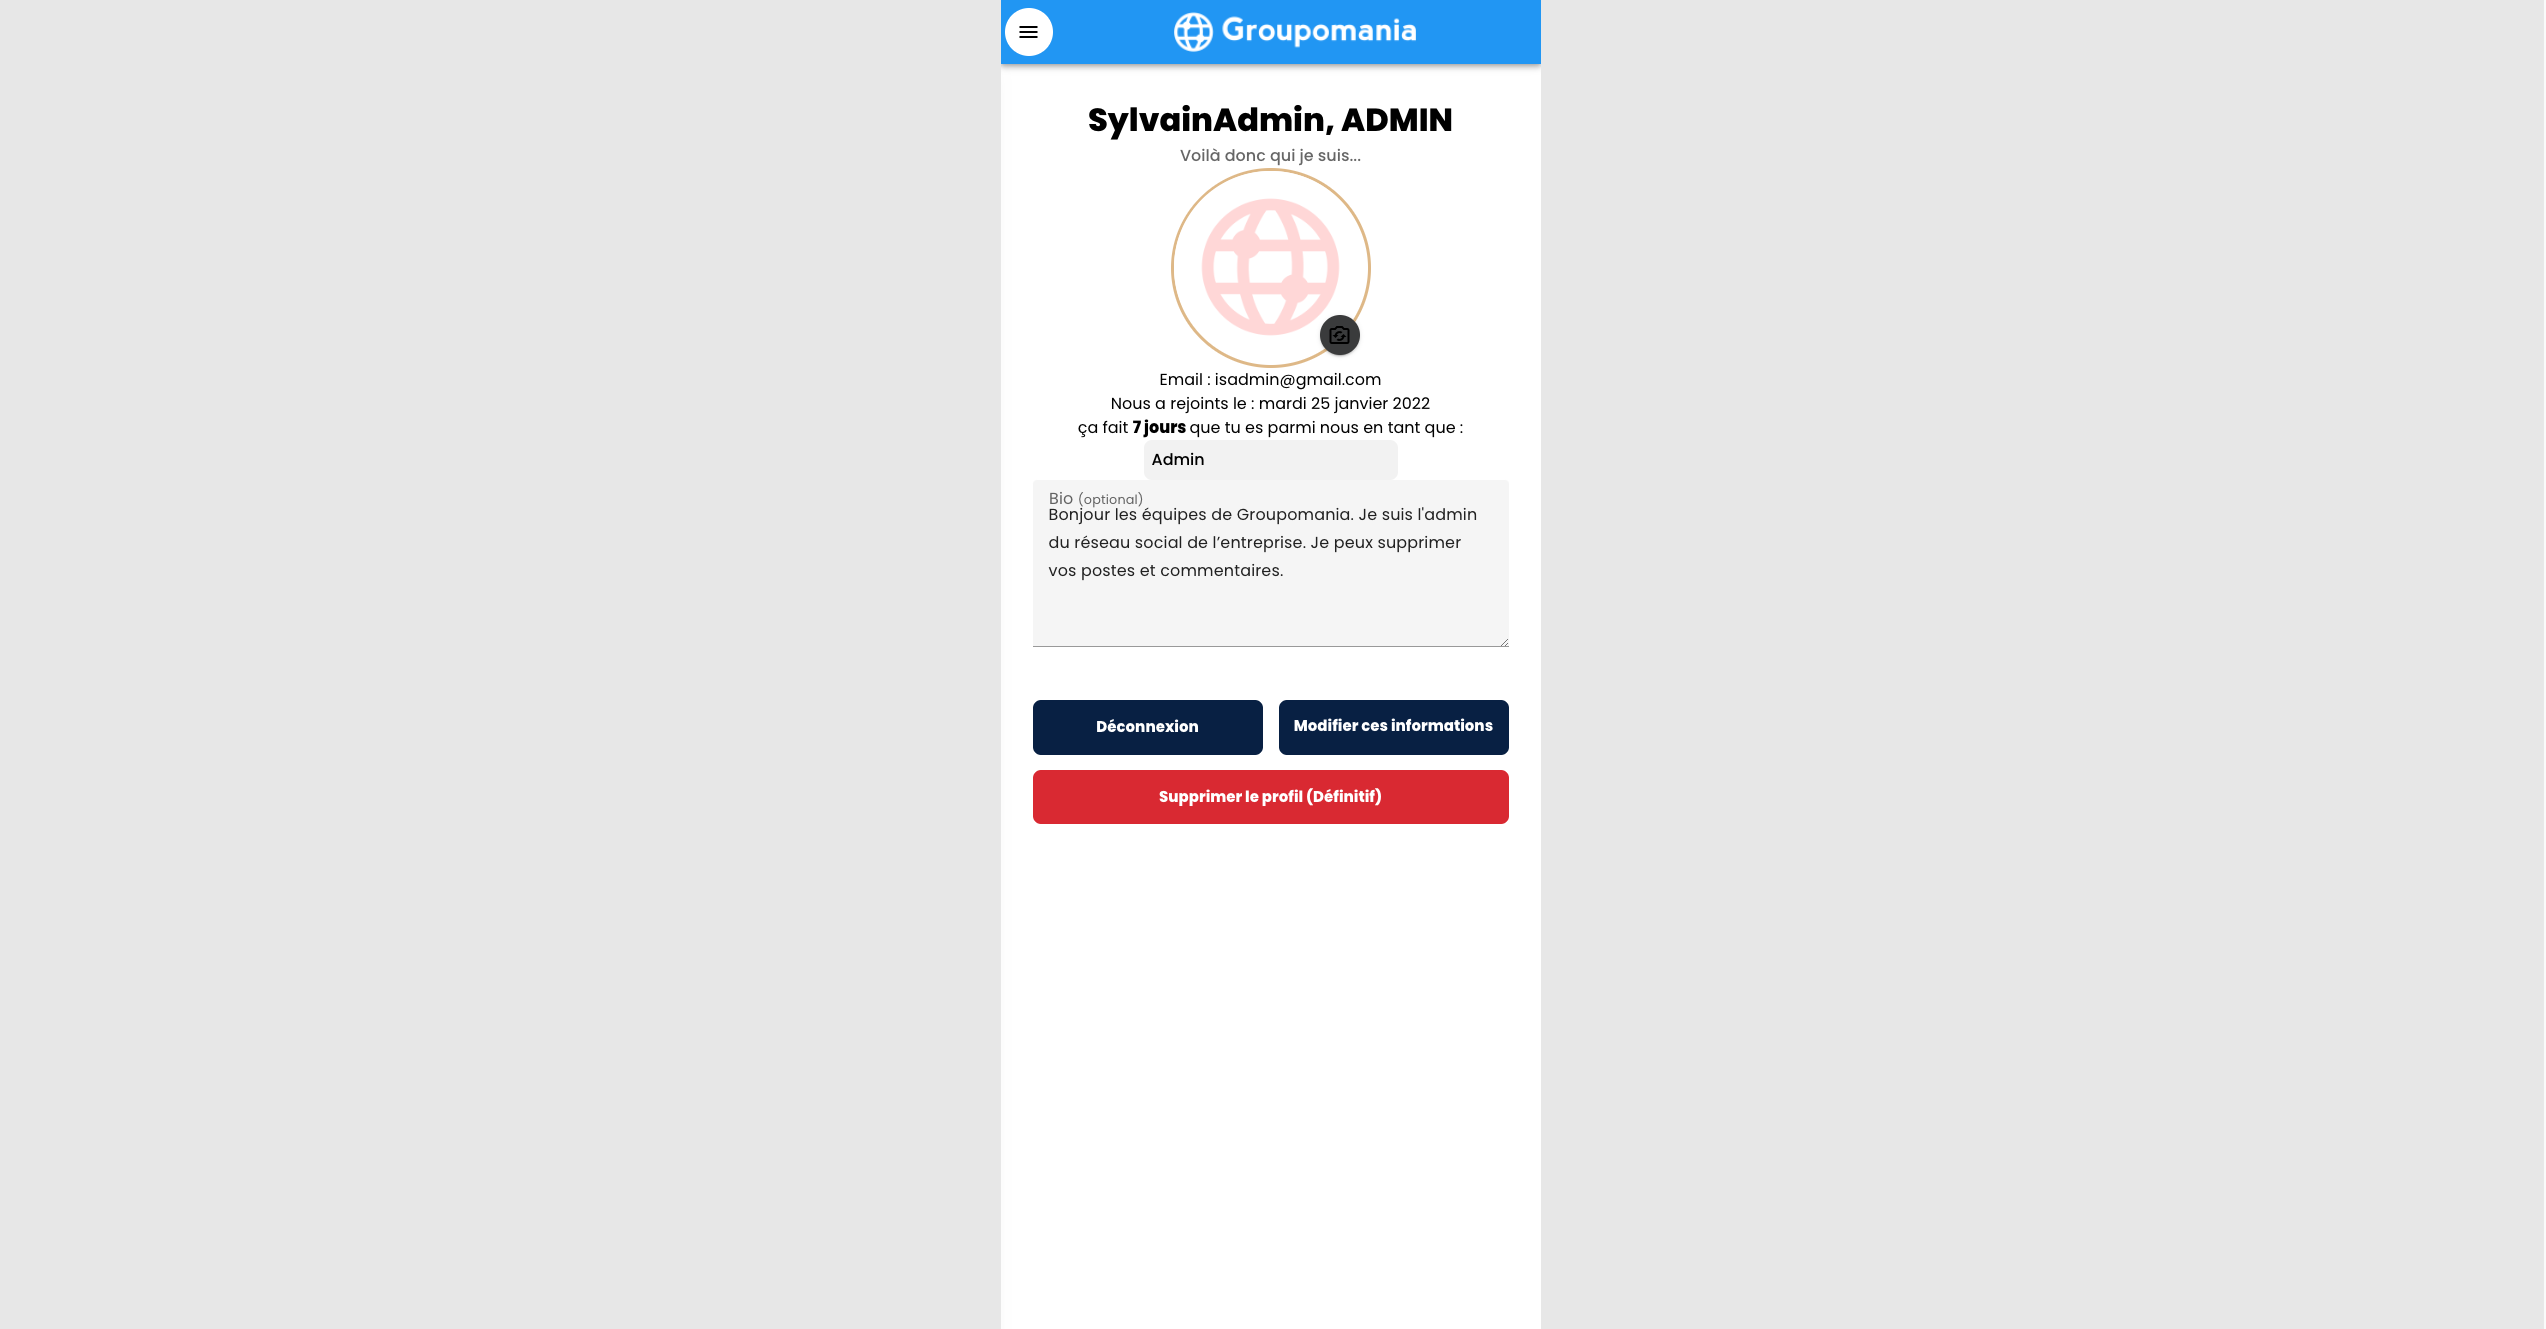 Groupomania
SylvainAdmin, ADMIN
Voilà donc qui je suis...
Email : isadmin@gmail.com
Nous a rejoints le : mardi 25 janvier 2022
ça fait 7 jours que tu es parmi nous en tant que :
Admin
Bio (optional)
Bonjour les équipes de Groupomania. Je suis l'admin
du réseau social de l’entreprise. Je peux supprimer
vos postes et commentaires.
Déconnexion
Modifier ces informations
Supprimer le profil (Définitif)